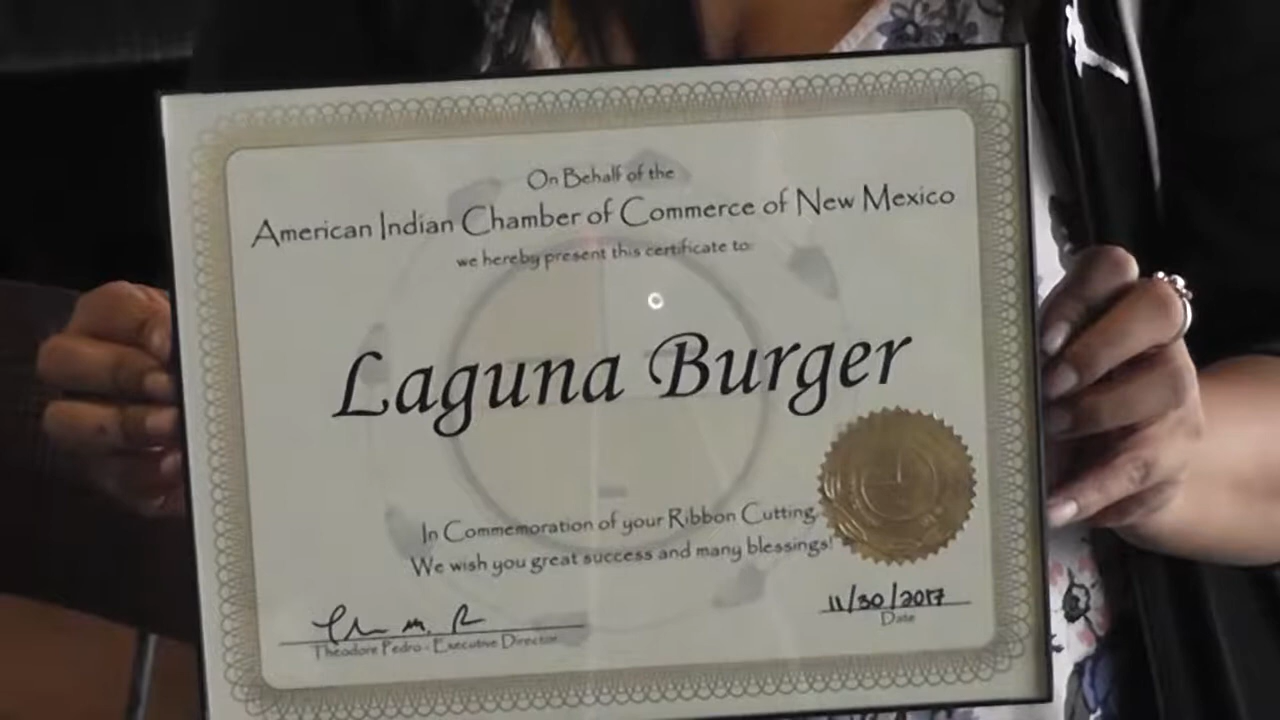 On Behalf of the
American Indian Chamber of Commerce of New Mexico
we hereby present this certificate to:
Laguna Burger
In Commemoration of your Ribbon Cutting.
We wish you great success and many blessings!
11/30/2017
Date
Theodore Pedro - Executive Director